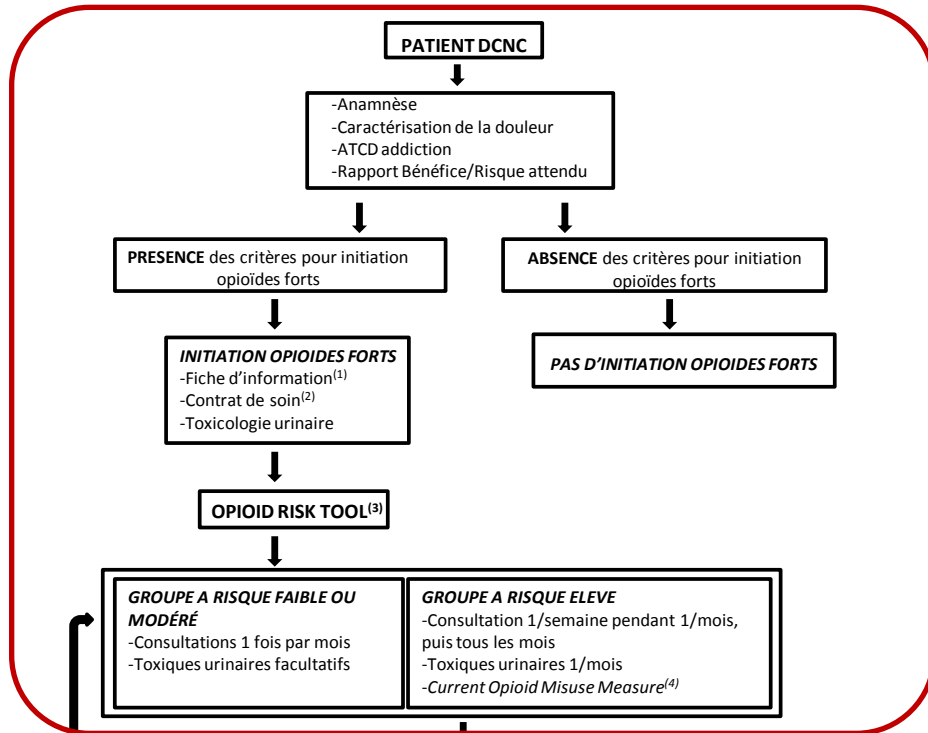 PATIENT DCNC
-Anamnèse
-Caractérisation de la douleur
-ATCD addiction
-Rapport Bénéfice/Risque attendu
PRESENCE des critères pour initiation
opioïdes forts
ABSENCE des critères pour initiation
opioïdes forts
INITIATION OPIOIDES FORTS
-Fiche d’information(1)
-Contrat de soin(2)
-Toxicologie urinaire
PAS D’INITIATION OPIOIDES FORTS
OPIOID RISK TOOL(3)
GROUPE A RISQUE FAIBLE OU
MODÉRÉ
-Consultations 1 fois par mois
-Toxiques urinaires facultatifs
GROUPE A RISQUE ELEVE
-Consultation 1/semaine pendant 1/mois,
puis tous les mois
-Toxiques urinaires 1/mois
-Current Opioid Misuse Measure(4)